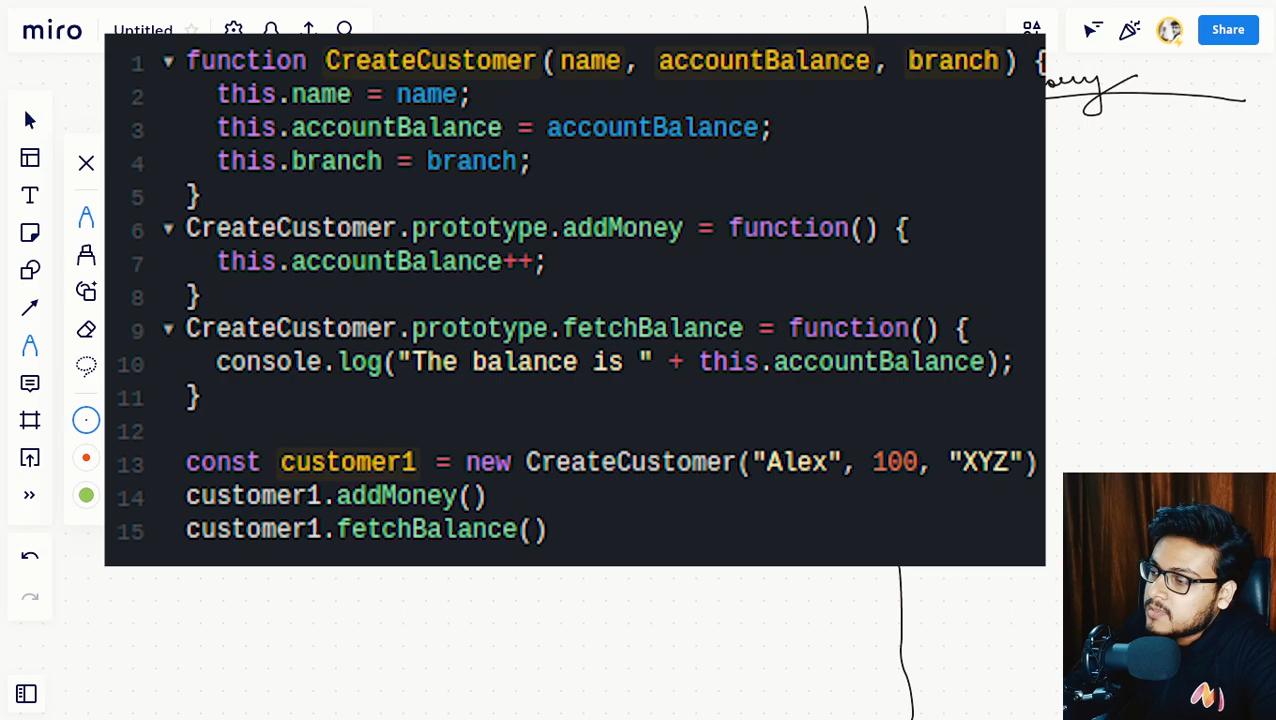 miro
Untitled
Share
1 function CreateCustomer(name, accountBalance, branch) {
2 this.name = name;
3 this.accountBalance = accountBalance;
4 this.branch = branch;
5 }
6 CreateCustomer.prototype.addMoney = function() {
7 this.accountBalance++;
8 }
9 CreateCustomer.prototype.fetchBalance = function() {
10 console.log("The balance is " + this.accountBalance);
11 }
12
13 const customer1 = new CreateCustomer("Alex", 100, "XYZ")
14 customer1.addMoney()
15 customer1.fetchBalance()